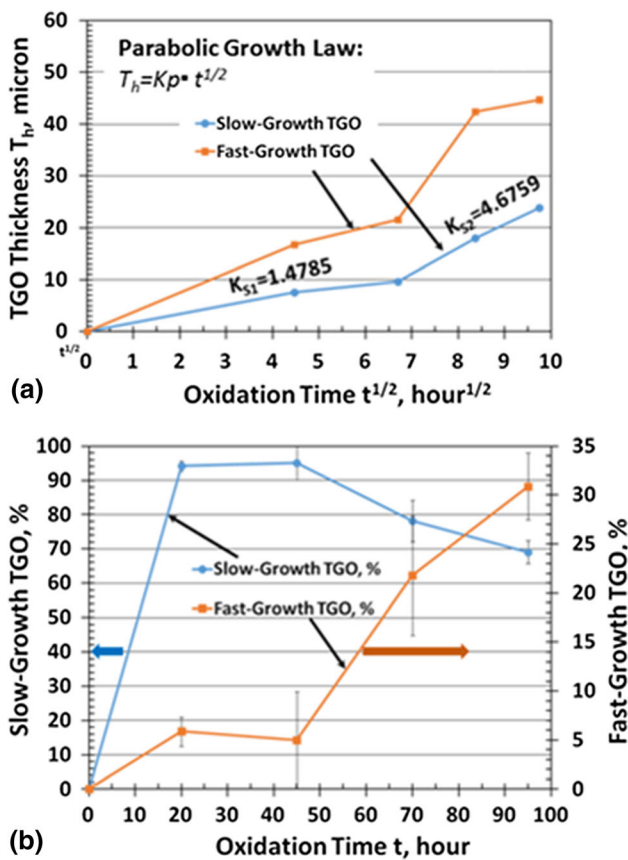 (a)
Parabolic Growth Law:
Th=Kp▪ t1/2
Slow-Growth TGO
Fast-Growth TGO
KS1=1.4785
KS2=4.6759
TGO Thickness Th, micron
60
50
40
30
20
10
0
t1/2
0 1 2 3 4 5 6 7 8 9 10
Oxidation Time t1/2, hour1/2
(b)
Slow-Growth TGO, %
100
90
80
70
60
50
40
30
20
10
0
Slow-Growth TGO, %
Fast-Growth TGO, %
35
30
25
20
15
10
5
0
Fast-Growth TGO, %
0 10 20 30 40 50 60 70 80 90 100
Oxidation Time t, hour